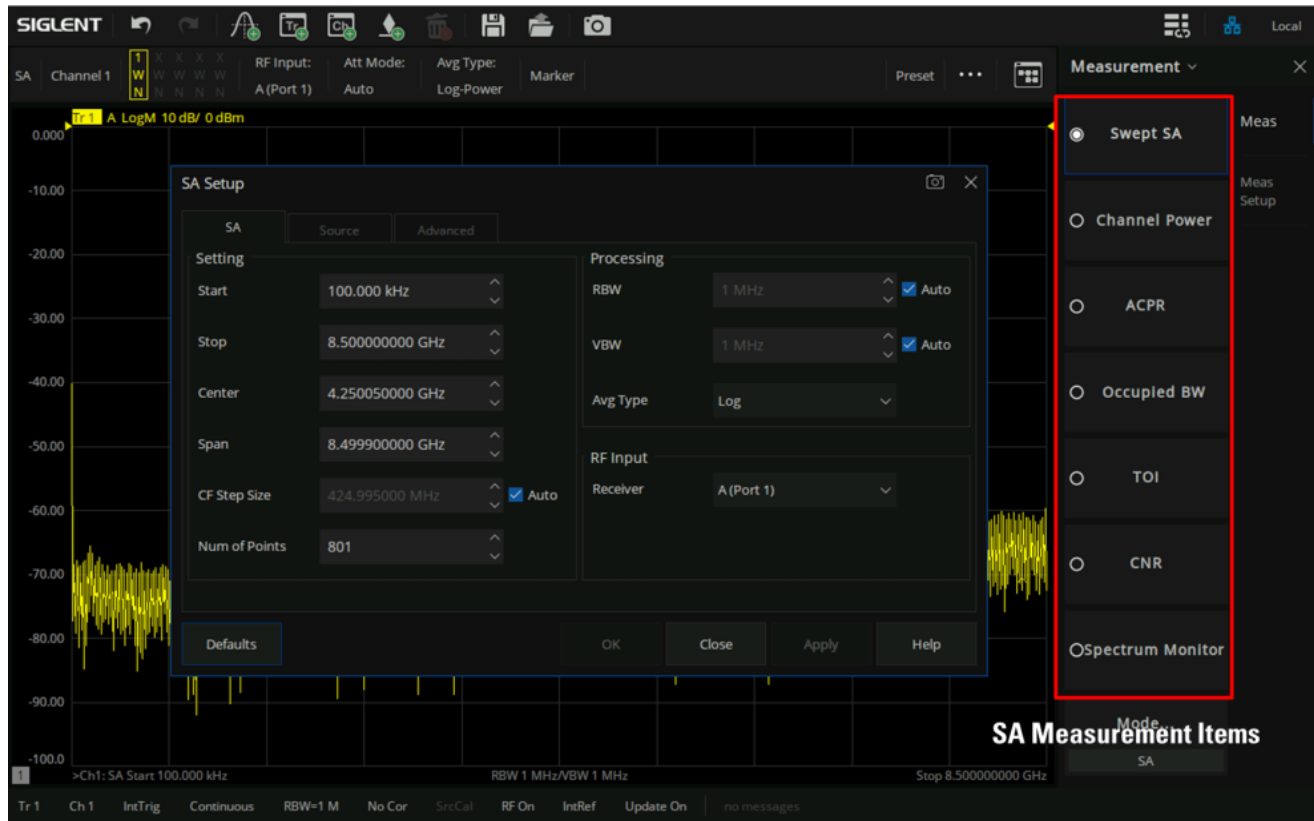 SIGLENT Tr Ch Local
SA Channel 1 1 X X X X RF Input: Att Mode: Avg Type: Marker Preset ... Measurement
W W W W W
N N N N N A (Port 1) Auto Log-Power
Tr 1 A LogM 10 dB/ 0 dBm
0.000
-10.00
-20.00
-30.00
-40.00
-50.00
-60.00
-70.00
-80.00
-90.00
-100.0
SA Setup
SA Source Advanced
Setting
Start 100.000 kHz
Stop 8.500000000 GHz
Center 4.250050000 GHz
Span 8.499900000 GHz
CF Step Size 424.995000 MHz Auto
Num of Points 801
Processing
RBW 1 MHz Auto
VBW 1 MHz Auto
Avg Type Log
RF Input
Receiver A (Port 1)
Defaults OK Close Apply Help
Swept SA
Channel Power
ACPR
Occupied BW
TOI
CNR
Spectrum Monitor
Meas
Meas
Setup
Mode...
SA Measurement Items
SA
1 >Ch1: SA Start 100.000 kHz RBW 1 MHz/VBW 1 MHz Stop 8.500000000 GHz
Tr 1 Ch 1 IntTrig Continuous RBW=1 M No Cor SrcCal RF On IntRef Update On no messages